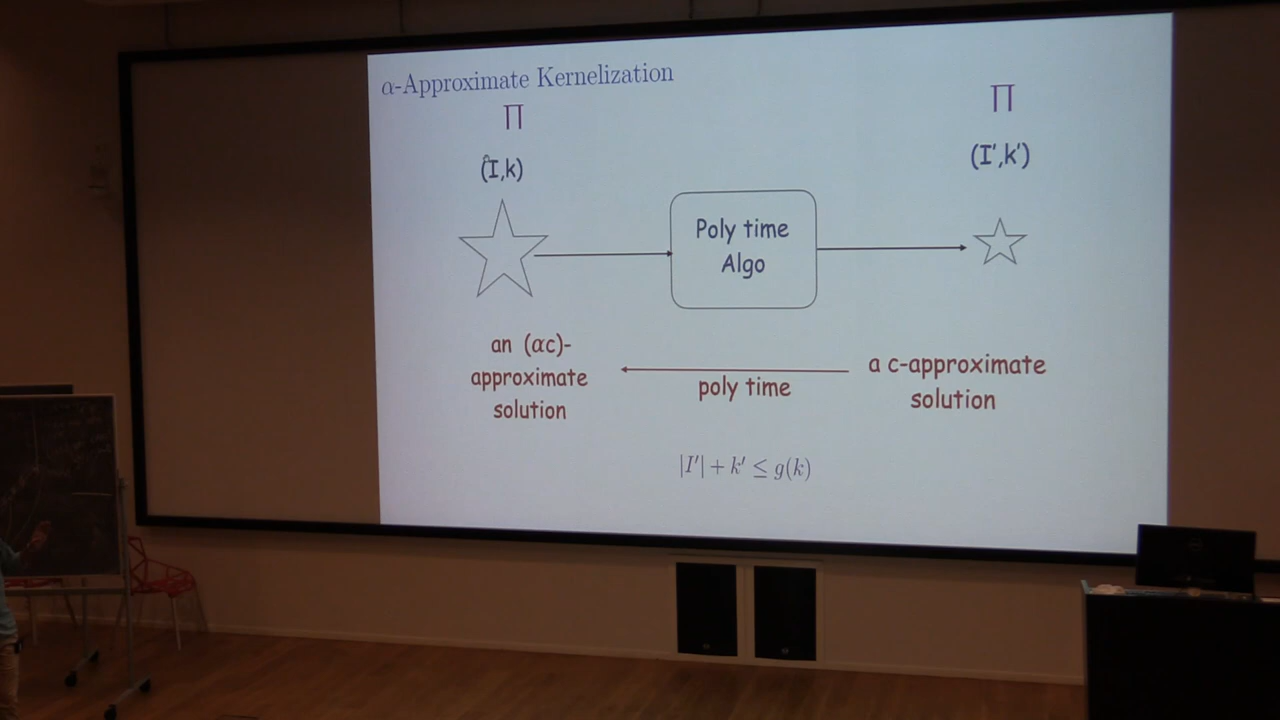 α-Approximate Kernelization
Π
Π
(I,k)
(I',k')
Poly time
Algo
an (αc)-
approximate
solution
poly time
a c-approximate
solution
|I'| + k' ≤ g(k)